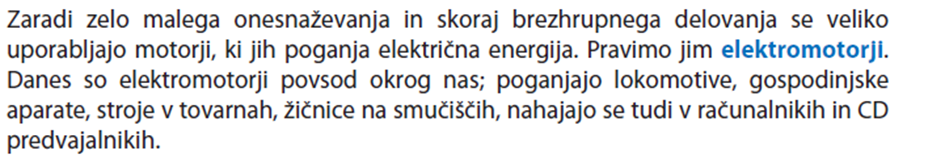 Zaradi zelo malega onesnaževanja in skoraj brezhrupnega delovanja se veliko
uporabljajo motorji, ki jih poganja električna energija. Pravimo jim elektromotorji.
Danes so elektromotorji povsod okrog nas; poganjajo lokomotive, gospodinjske
aparate, stroje v tovarnah, žičnice na smučiščih, nahajajo se tudi v računalnikih in CD
predvajalnikih.